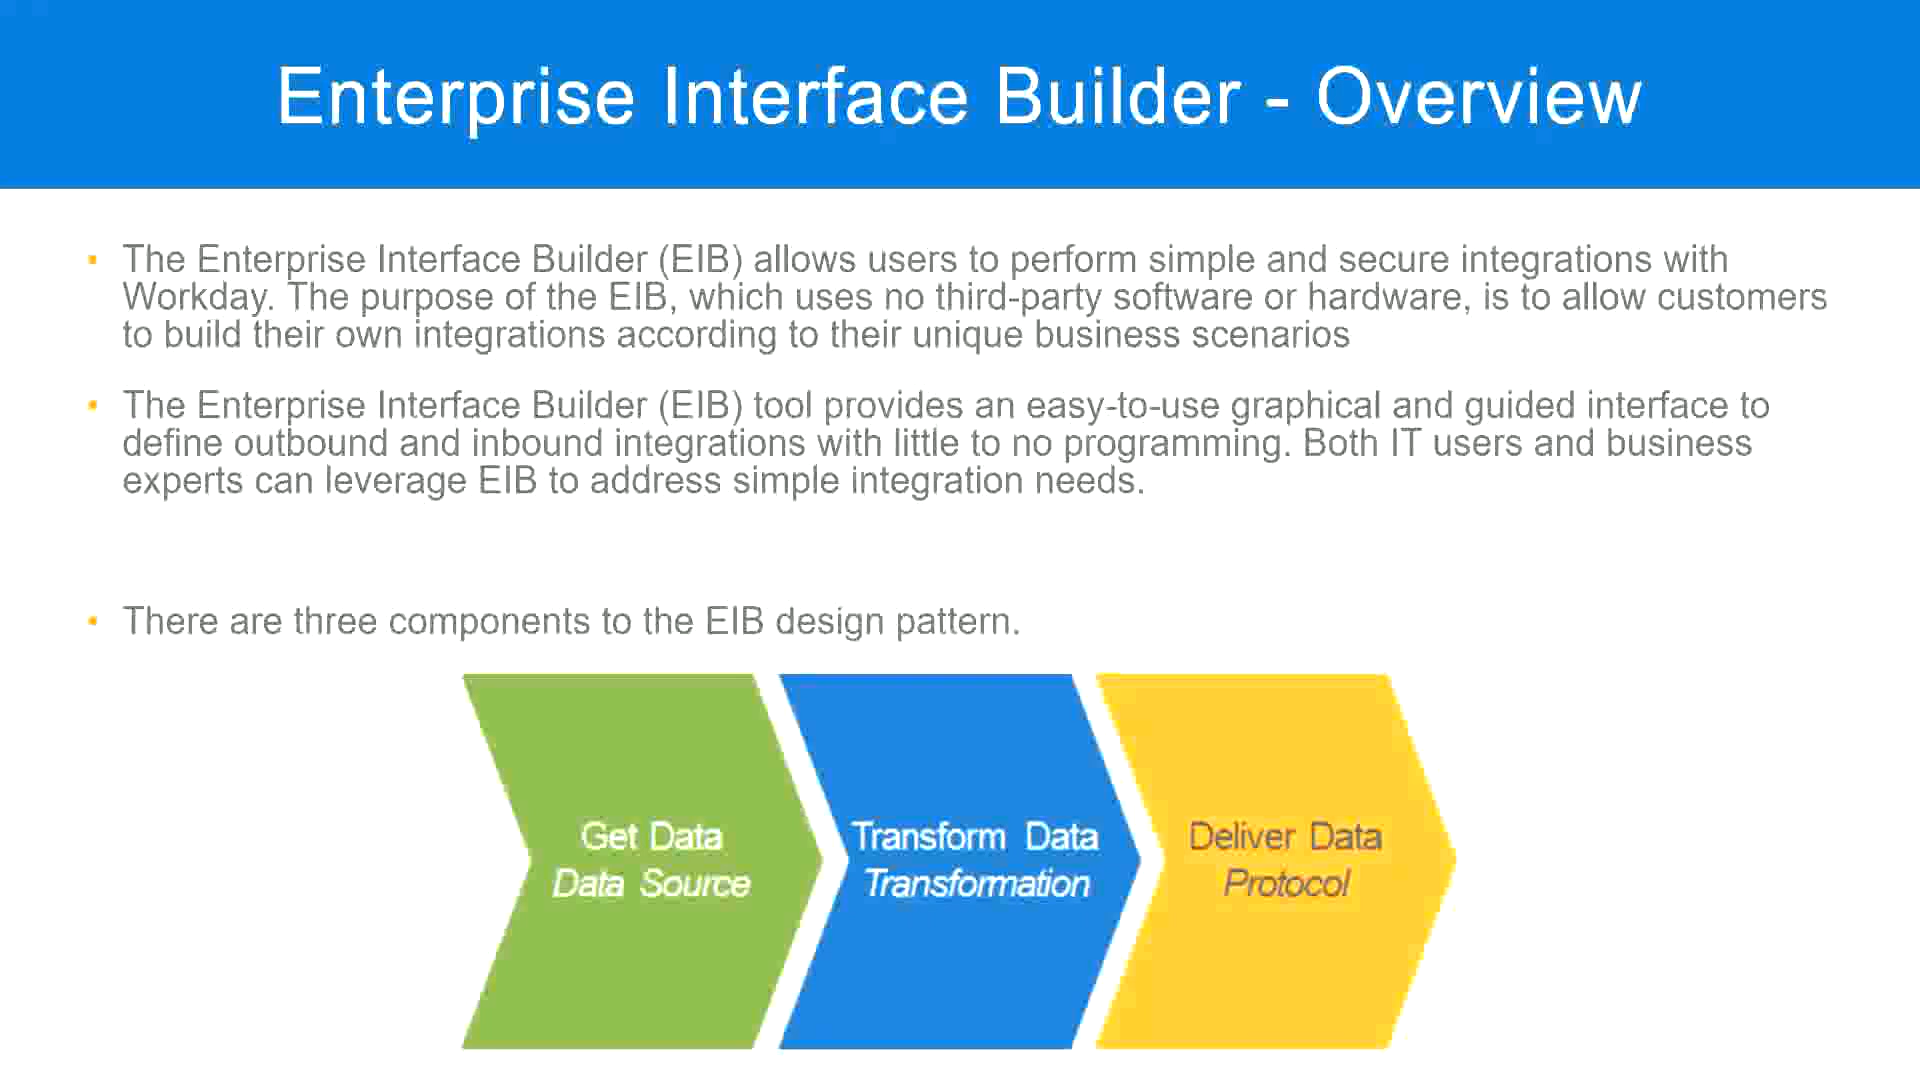 Enterprise Interface Builder - Overview
The Enterprise Interface Builder (EIB) allows users to perform simple and secure integrations with
Workday. The purpose of the EIB, which uses no third-party software or hardware, is to allow customers
to build their own integrations according to their unique business scenarios
The Enterprise Interface Builder (EIB) tool provides an easy-to-use graphical and guided interface to
define outbound and inbound integrations with little to no programming. Both IT users and business
experts can leverage EIB to address simple integration needs.
There are three components to the EIB design pattern.
Get Data
Data Source
Transform Data
Transformation
Deliver Data
Protocol